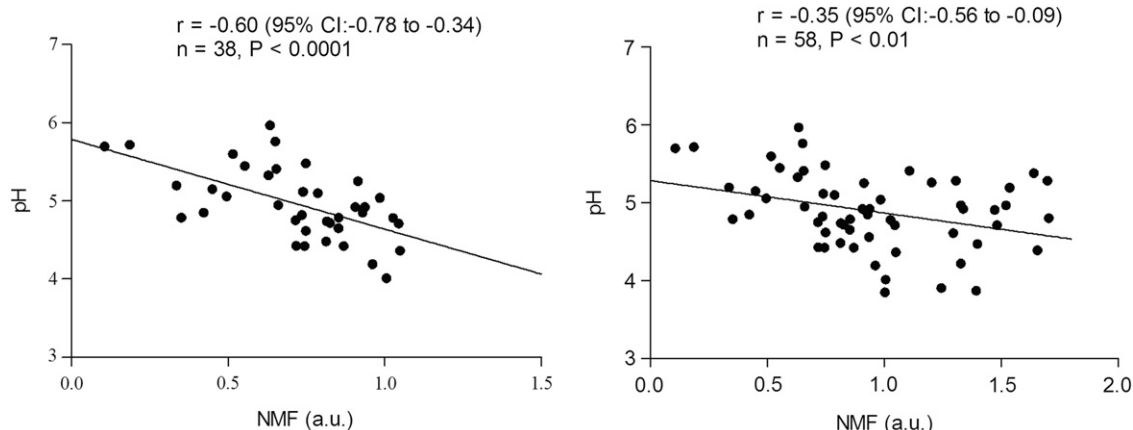 r = -0.60 (95% CI:-0.78 to -0.34)
n = 38, P < 0.0001
7
6
5
4
3
pH
0.0
0.5
1.0
1.5
NMF (a.u.)
r = -0.35 (95% CI:-0.56 to -0.09)
n = 58, P < 0.01
7
6
5
4
3
pH
0.0
0.5
1.0
1.5
2.0
NMF (a.u.)